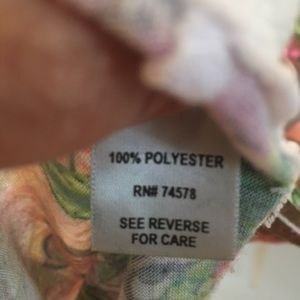 100% POLYESTER
RN# 74578
SEE REVERSE
FOR CARE